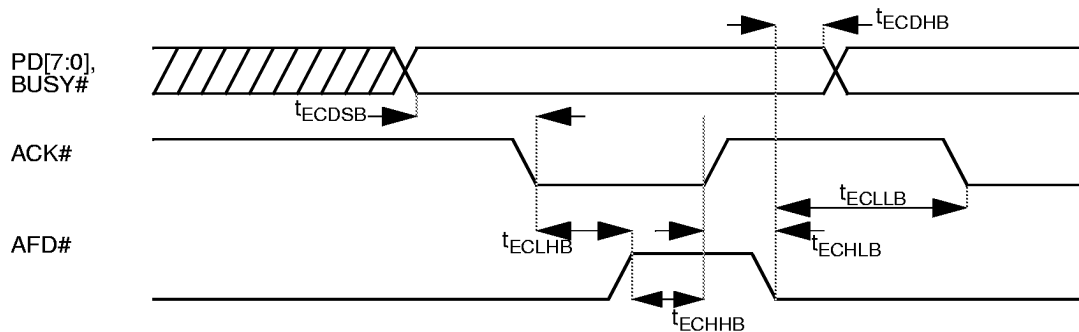 tECDHB
PD[7:0],
BUSY#
tECDSB
ACK#
tECLLB
AFD#
tECLHB
tECHLB
tECHHB